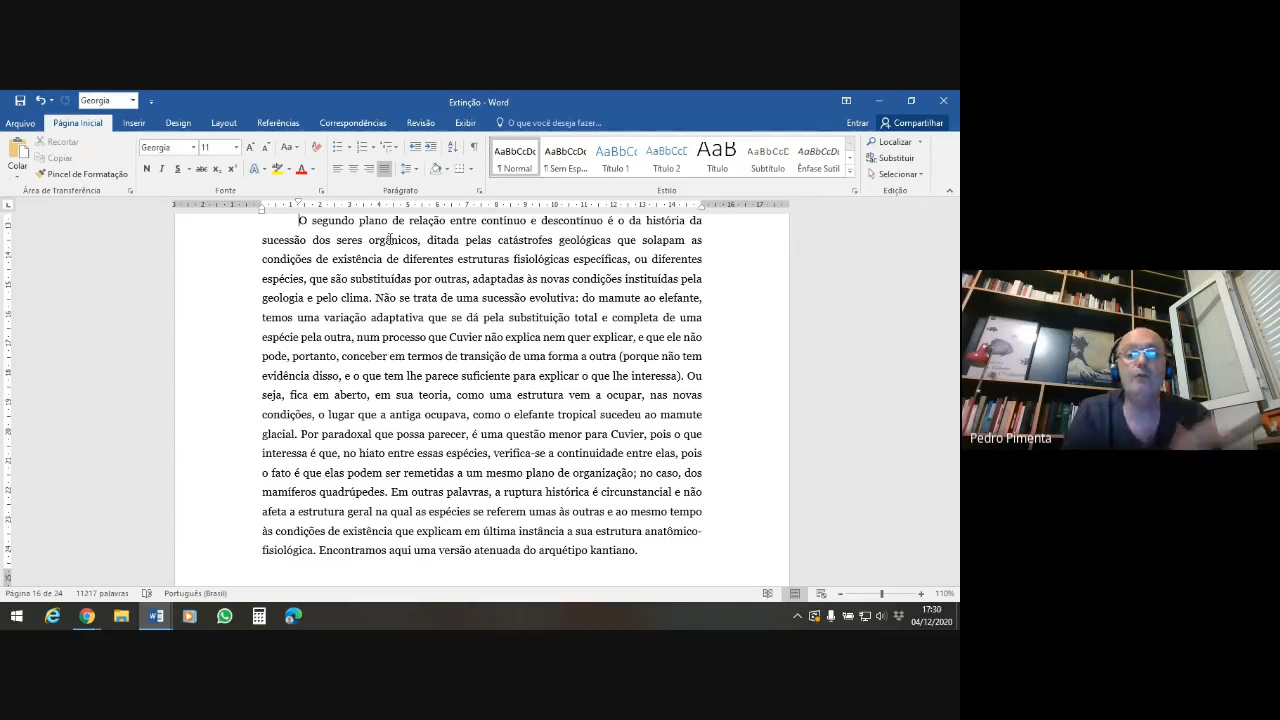 Georgia
Extinção - Word
Arquivo Página Inicial Inserir Design Layout Referências Correspondências Revisão Exibir O que você deseja fazer... Entrar Compartilhar
Colar
Recortar
Copiar
Pincel de Formatação
Área de Transferência
Georgia 11
Fonte
Parágrafo
AaBbCcDc AaBbCcDc AaBbCc AaBbCcC AaB AaBbCcC AaBbCcDc
¶ Normal ¶ Sem Esp... Título 1 Título 2 Título Subtítulo Ênfase Sutil
Estilo
Localizar
Substituir
Selecionar
Edição
O segundo plano de relação entre contínuo e descontínuo é o da história da
sucessão dos seres orgânicos, ditada pelas catástrofes geológicas que solapam as
condições de existência de diferentes estruturas fisiológicas específicas, ou diferentes
espécies, que são substituídas por outras, adaptadas às novas condições instituídas pela
geologia e pelo clima. Não se trata de uma sucessão evolutiva: do mamute ao elefante,
temos uma variação adaptativa que se dá pela substituição total e completa de uma
espécie pela outra, num processo que Cuvier não explica nem quer explicar, e que ele não
pode, portanto, conceber em termos de transição de uma forma a outra (porque não tem
evidência disso, e o que tem lhe parece suficiente para explicar o que lhe interessa). Ou
seja, fica em aberto, em sua teoria, como uma estrutura vem a ocupar, nas novas
condições, o lugar que a antiga ocupava, como o elefante tropical sucedeu ao mamute
glacial. Por paradoxal que possa parecer, é uma questão menor para Cuvier, pois o que
interessa é que, no hiato entre essas espécies, verifica-se a continuidade entre elas, pois
o fato é que elas podem ser remetidas a um mesmo plano de organização; no caso, dos
mamíferos quadrúpedes. Em outras palavras, a ruptura histórica é circunstancial e não
afeta a estrutura geral na qual as espécies se referem umas às outras e ao mesmo tempo
às condições de existência que explicam em última instância a sua estrutura anatômico-
fisiológica. Encontramos aqui uma versão atenuada do arquétipo kantiano.
Pedro Pimenta
Página 16 de 24 11217 palavras Português (Brasil) 110%
17:30
04/12/2020